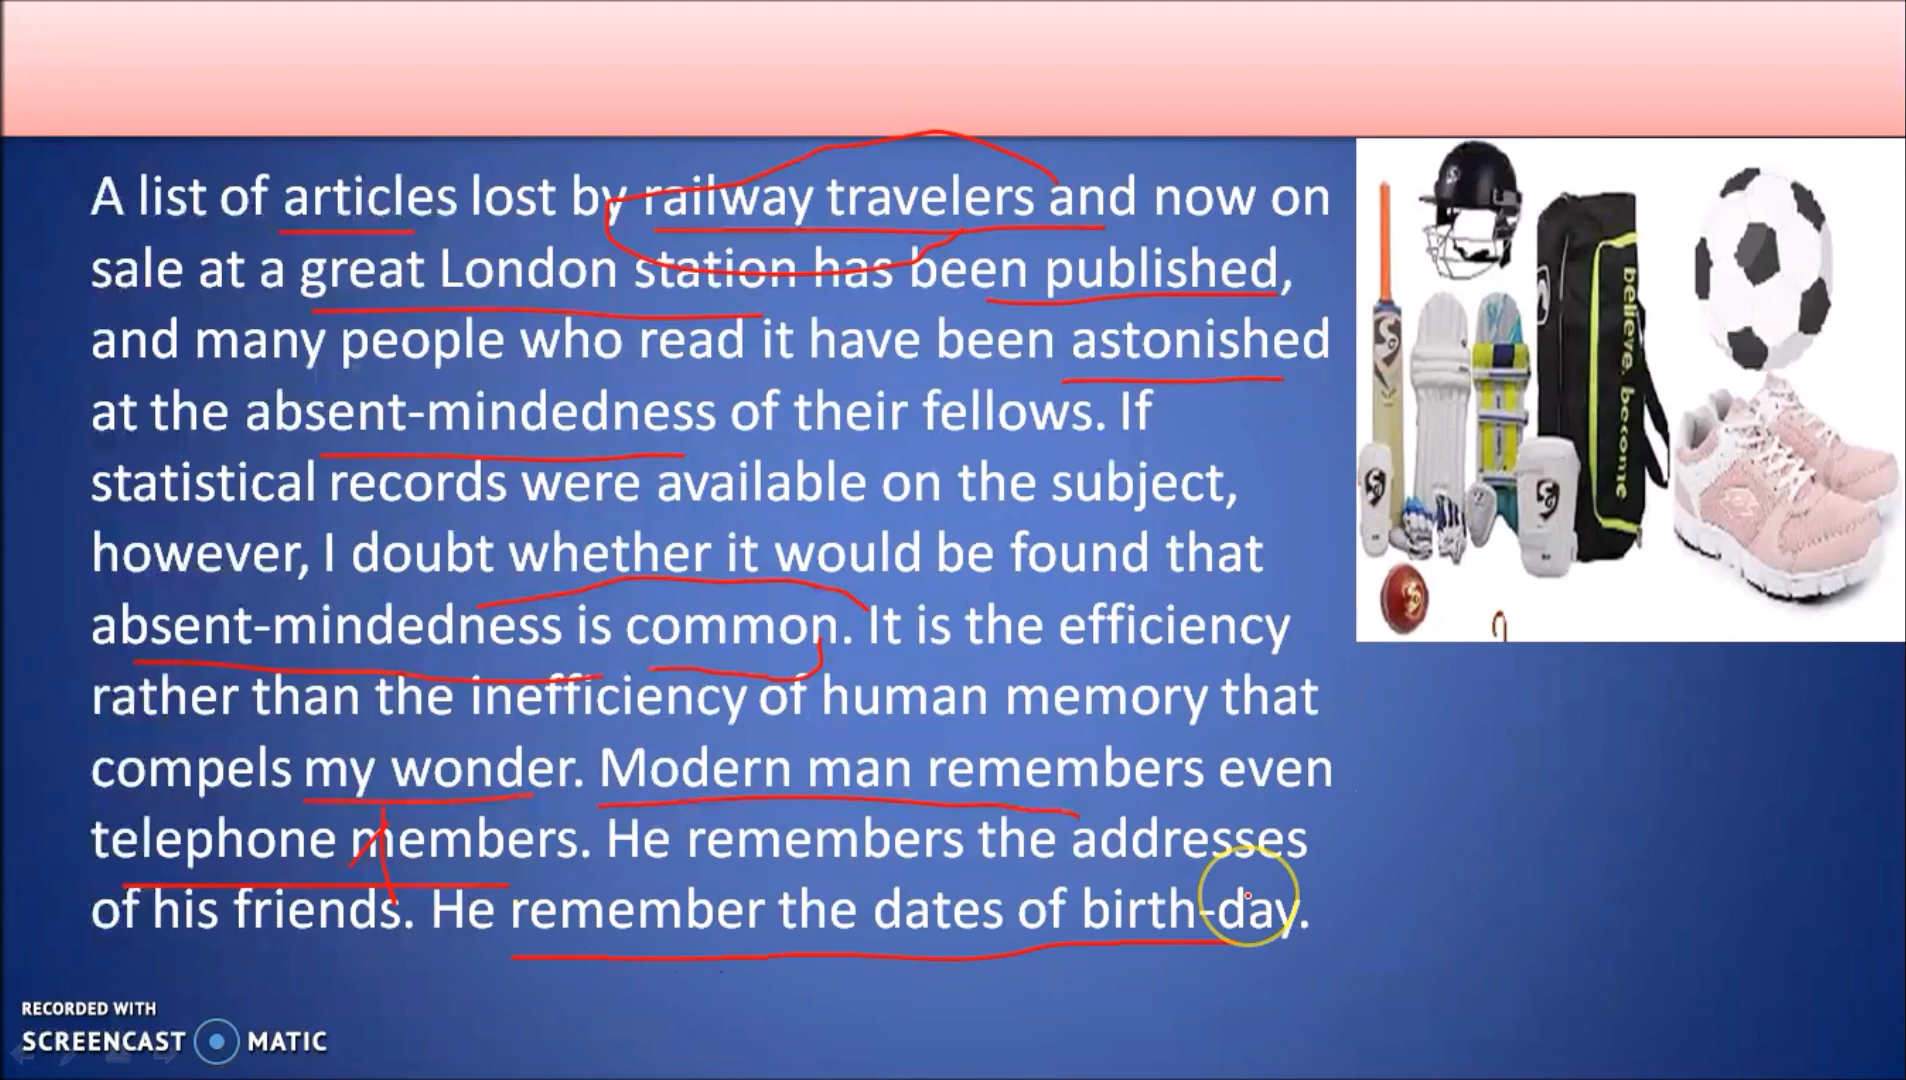 A list of articles lost by railway travelers and now on
sale at a great London station has been published,
and many people who read it have been astonished
at the absent-mindedness of their fellows. If
statistical records were available on the subject,
however, I doubt whether it would be found that
absent-mindedness is common. It is the efficiency
rather than the inefficiency of human memory that
compels my wonder. Modern man remembers even
telephone members. He remembers the addresses
of his friends. He remember the dates of birth-day.
believe. become
RECORDED WITH
SCREENCAST MATIC